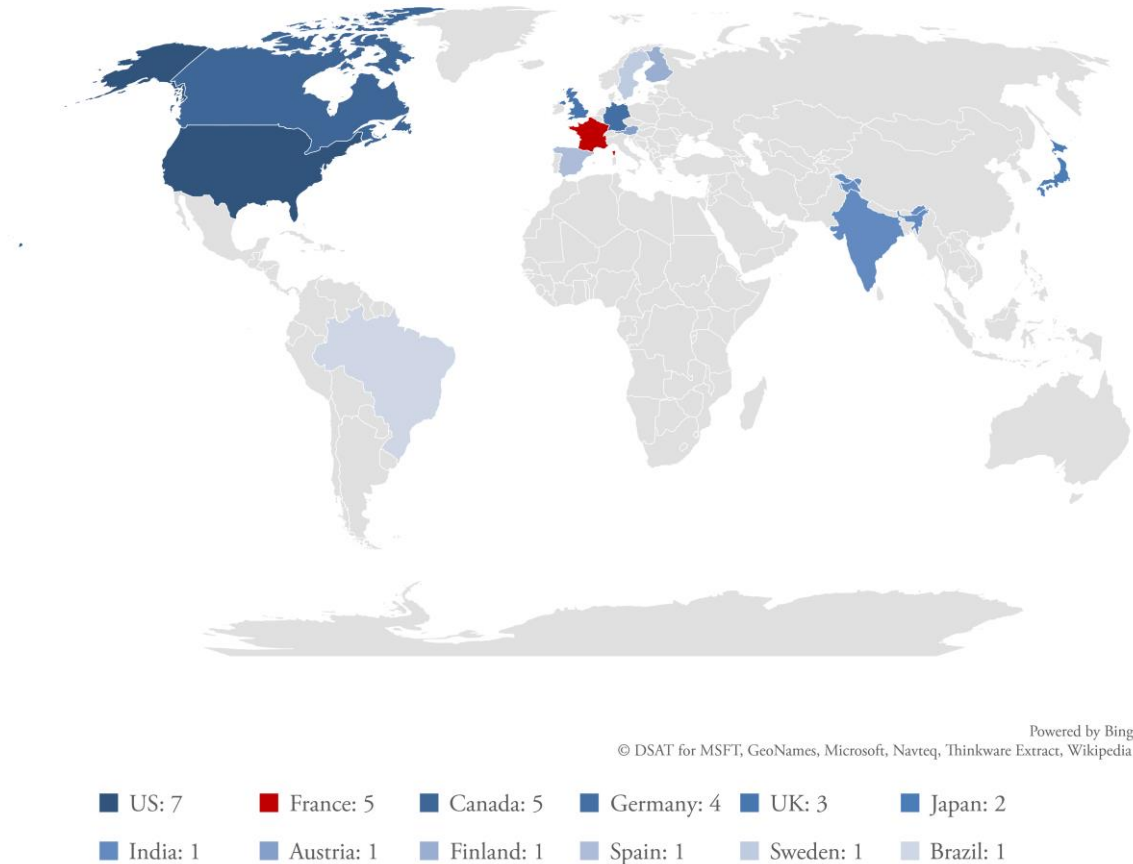 Powered by Bing
© DSAT for MSFT, GeoNames, Microsoft, Navteq, Thinkware Extract, Wikipedia
US: 7 France: 5 Canada: 5 Germany: 4 UK: 3 Japan: 2
India: 1 Austria: 1 Finland: 1 Spain: 1 Sweden: 1 Brazil: 1